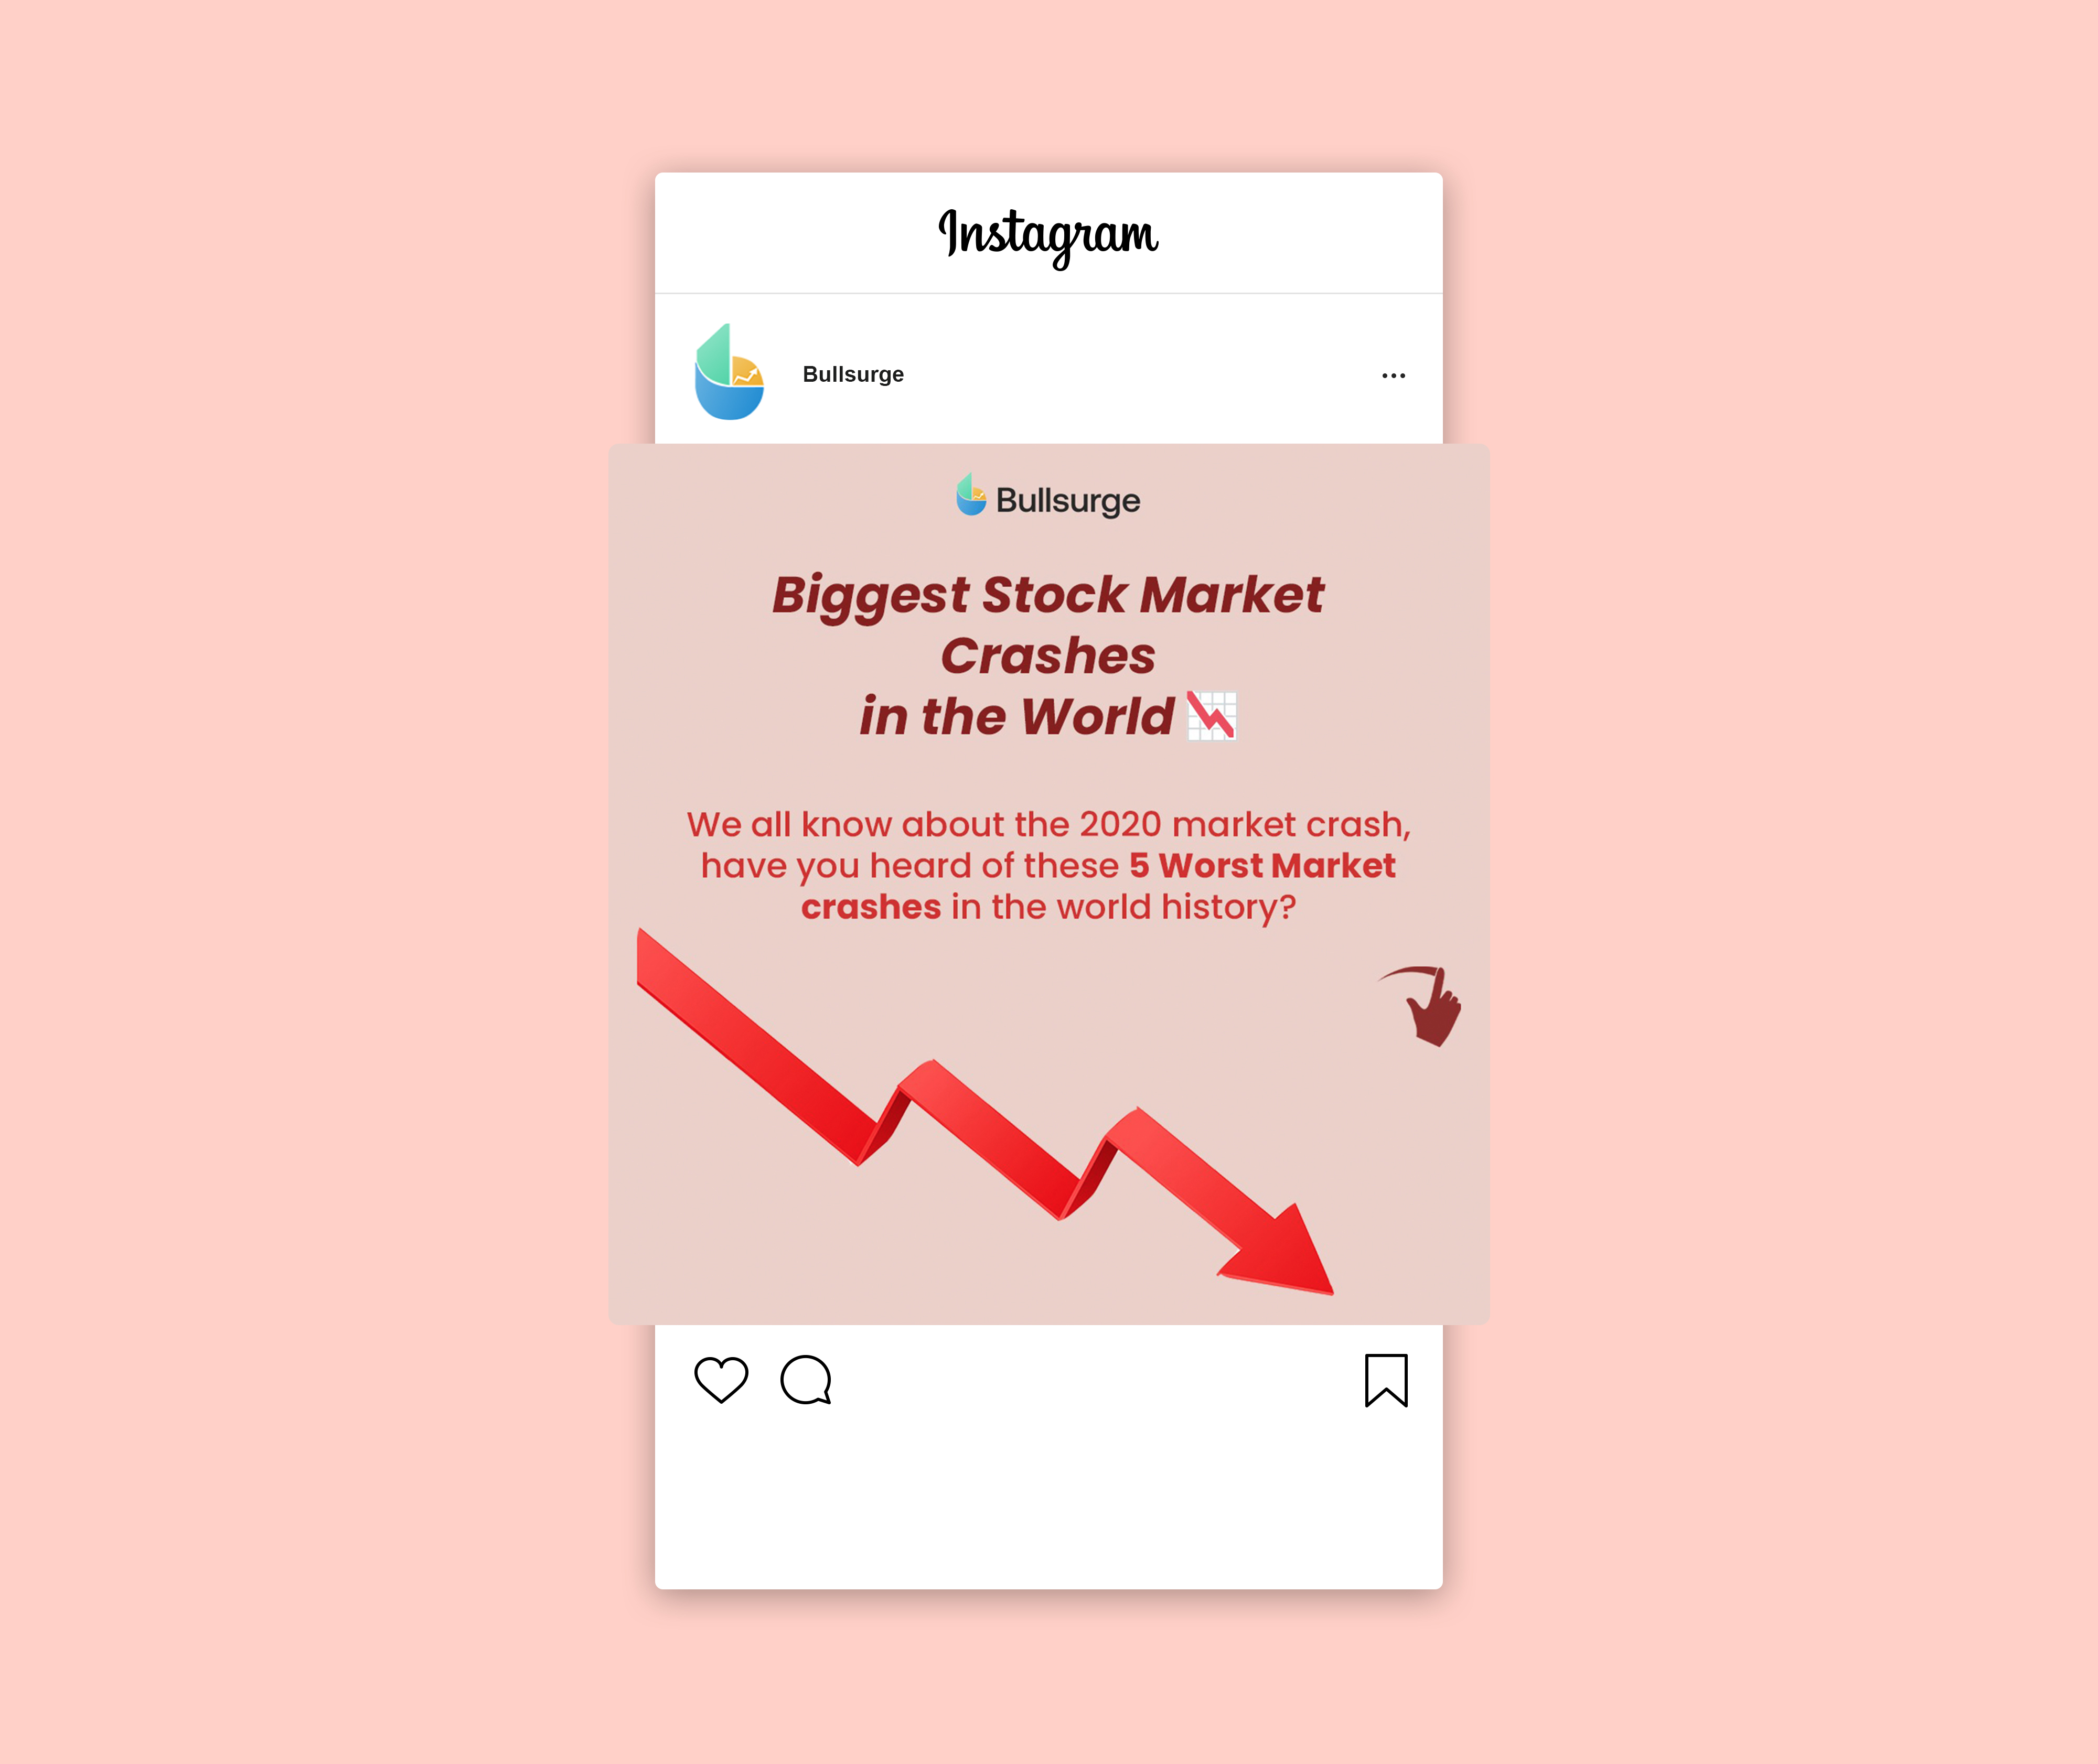 Instagram
Bullsurge
Bullsurge
Biggest Stock Market
Crashes
in the World
We all know about the 2020 market crash,
have you heard of these 5 Worst Market
crashes in the world history?